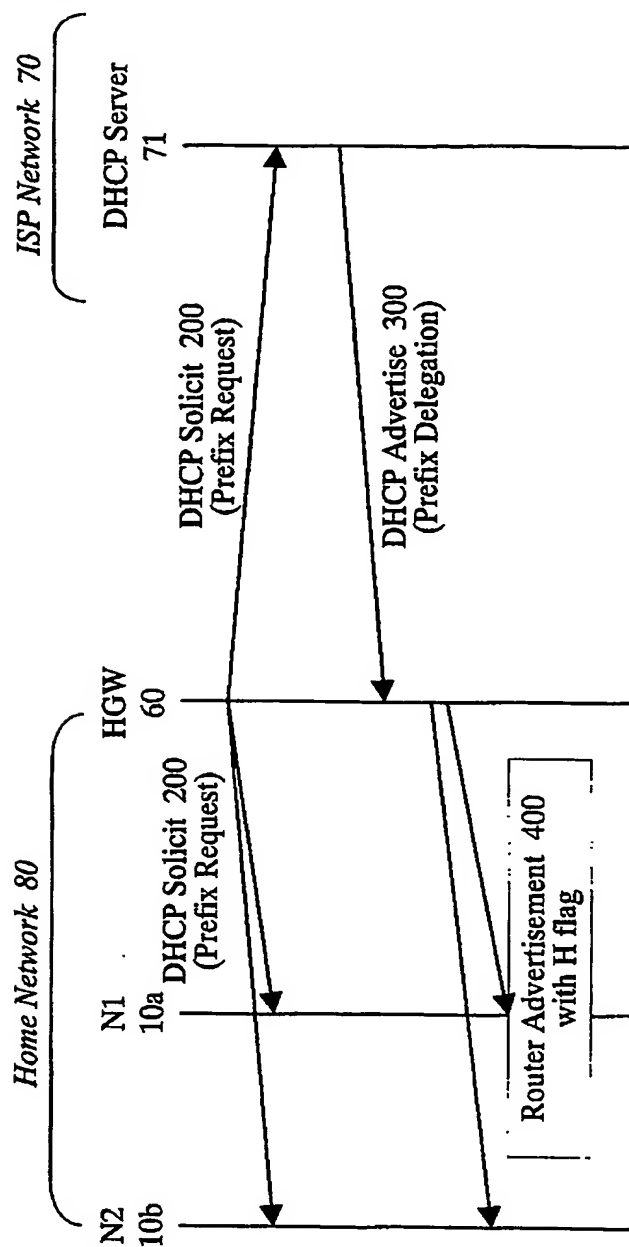 Home Network 80
ISP Network 70
N2
10b
N1
10a
HGW
60
DHCP Server
71
DHCP Solicit 200
(Prefix Request)
DHCP Solicit 200
(Prefix Request)
DHCP Advertise 300
(Prefix Delegation)
Router Advertisement 400
with H flag